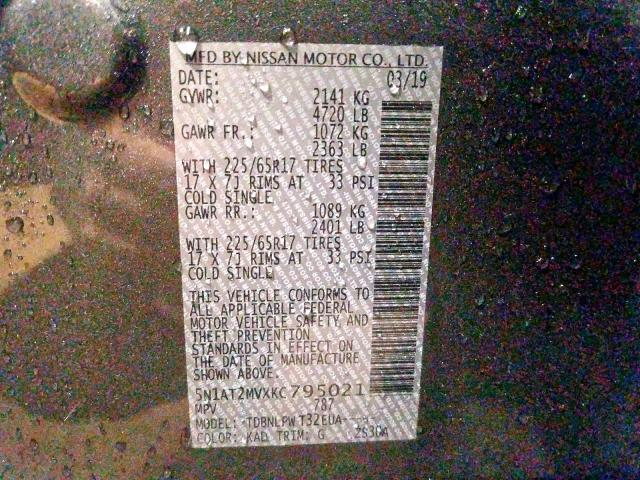 MFD BY NISSAN MOTOR CO., LTD.
DATE: 03/19
GVWR: 2141 KG
4720 LB
GAWR FR.: 1072 KG
2363 LB
WITH 225/65R17 TIRES
17 X 7J RIMS AT 33 PSI
COLD SINGLE
GAWR RR.: 1089 KG
2401 LB
WITH 225/65R17 TIRES
17 X 7J RIMS AT 33 PSI
COLD SINGLE
THIS VEHICLE CONFORMS TO
ALL APPLICABLE FEDERAL
MOTOR VEHICLE SAFETY AND
THEFT PREVENTION
STANDARDS IN EFFECT ON
THE DATE OF MANUFACTURE
SHOWN ABOVE.
5N1AT2MVXKC795021
MPV 787
MODEL: TDBNLPW T32EUA
COLOR: KAD TRIM: G